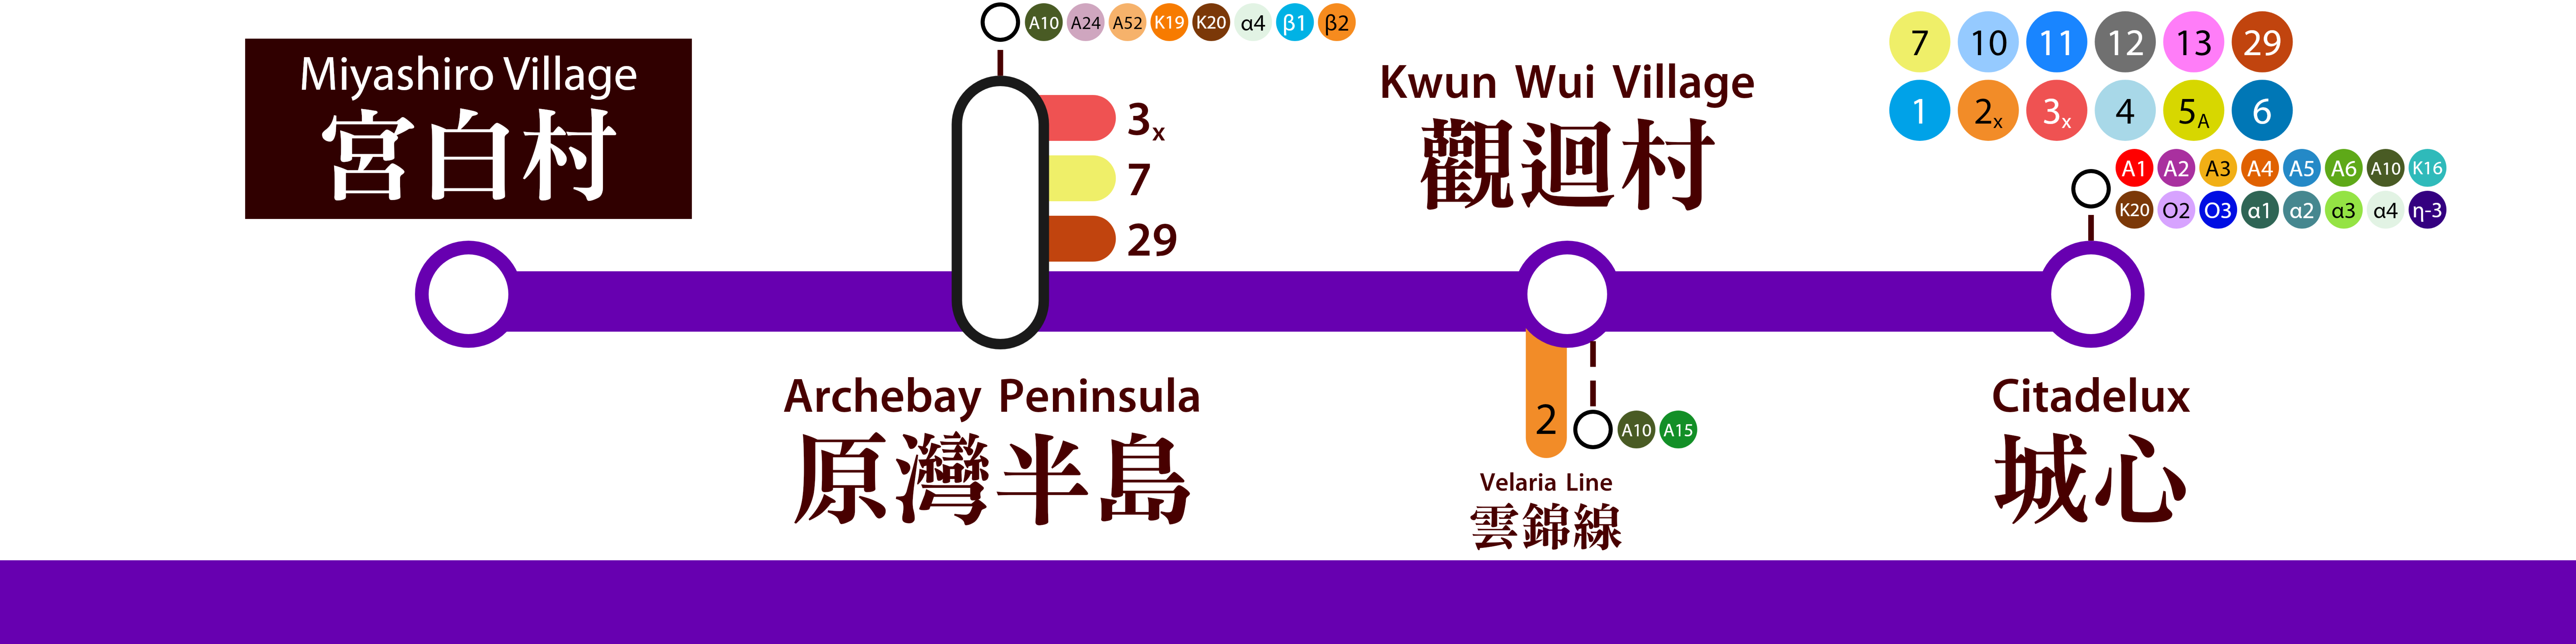 Miyashiro Village
宮白村
A10 A24 A52 K19 K20 α4 β1 β2
3x
7
29
Archebay Peninsula
原灣半島
Kwun Wui Village
觀迴村
2
A10 A15
Velaria Line
雲錦線
7 10 11 12 13 29
1 2x 3x 4 5A 6
A1 A2 A3 A4 A5 A6 A10 K16
K20 O2 O3 α1 α2 α3 α4 η-3
Citadelux
城心